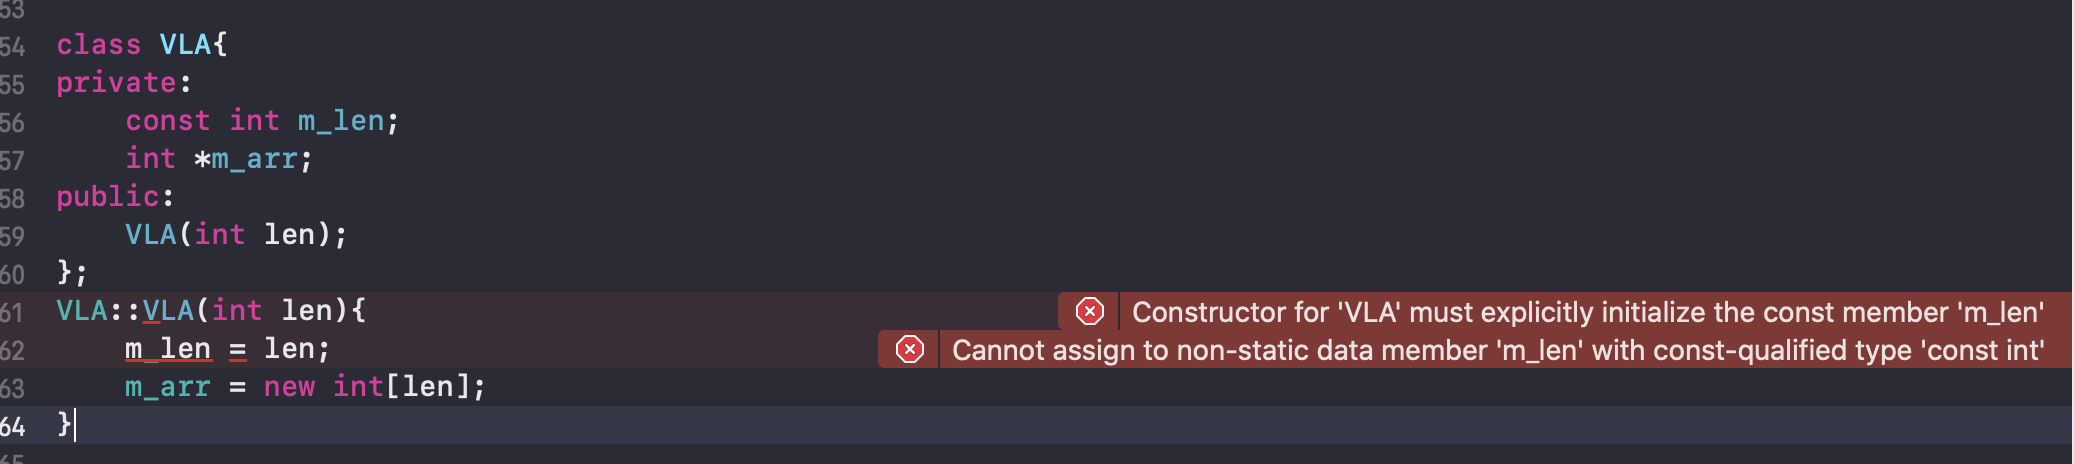 53
54 class VLA{
55 private:
56     const int m_len;
57     int *m_arr;
58 public:
59     VLA(int len);
60 };
61 VLA::VLA(int len){ Constructor for 'VLA' must explicitly initialize the const member 'm_len'
62     m_len = len; Cannot assign to non-static data member 'm_len' with const-qualified type 'const int'
63     m_arr = new int[len];
64 }
65